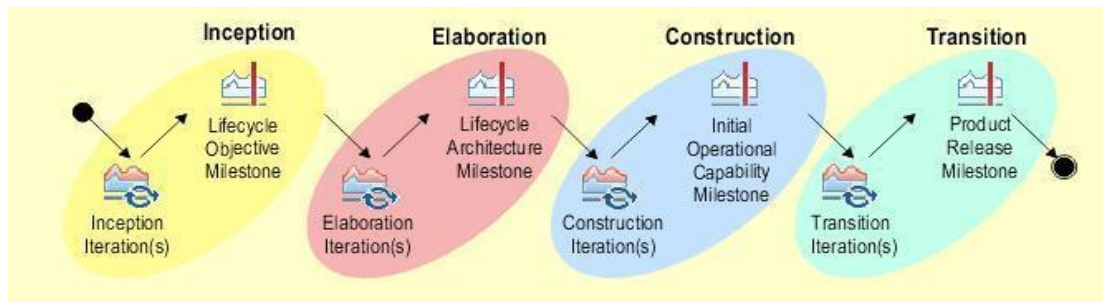 Inception
Lifecycle
Objective
Milestone
Inception
Iteration(s)
Elaboration
Lifecycle
Architecture
Milestone
Elaboration
Iteration(s)
Construction
Initial
Operational
Capability
Milestone
Construction
Iteration(s)
Transition
Product
Release
Milestone
Transition
Iteration(s)